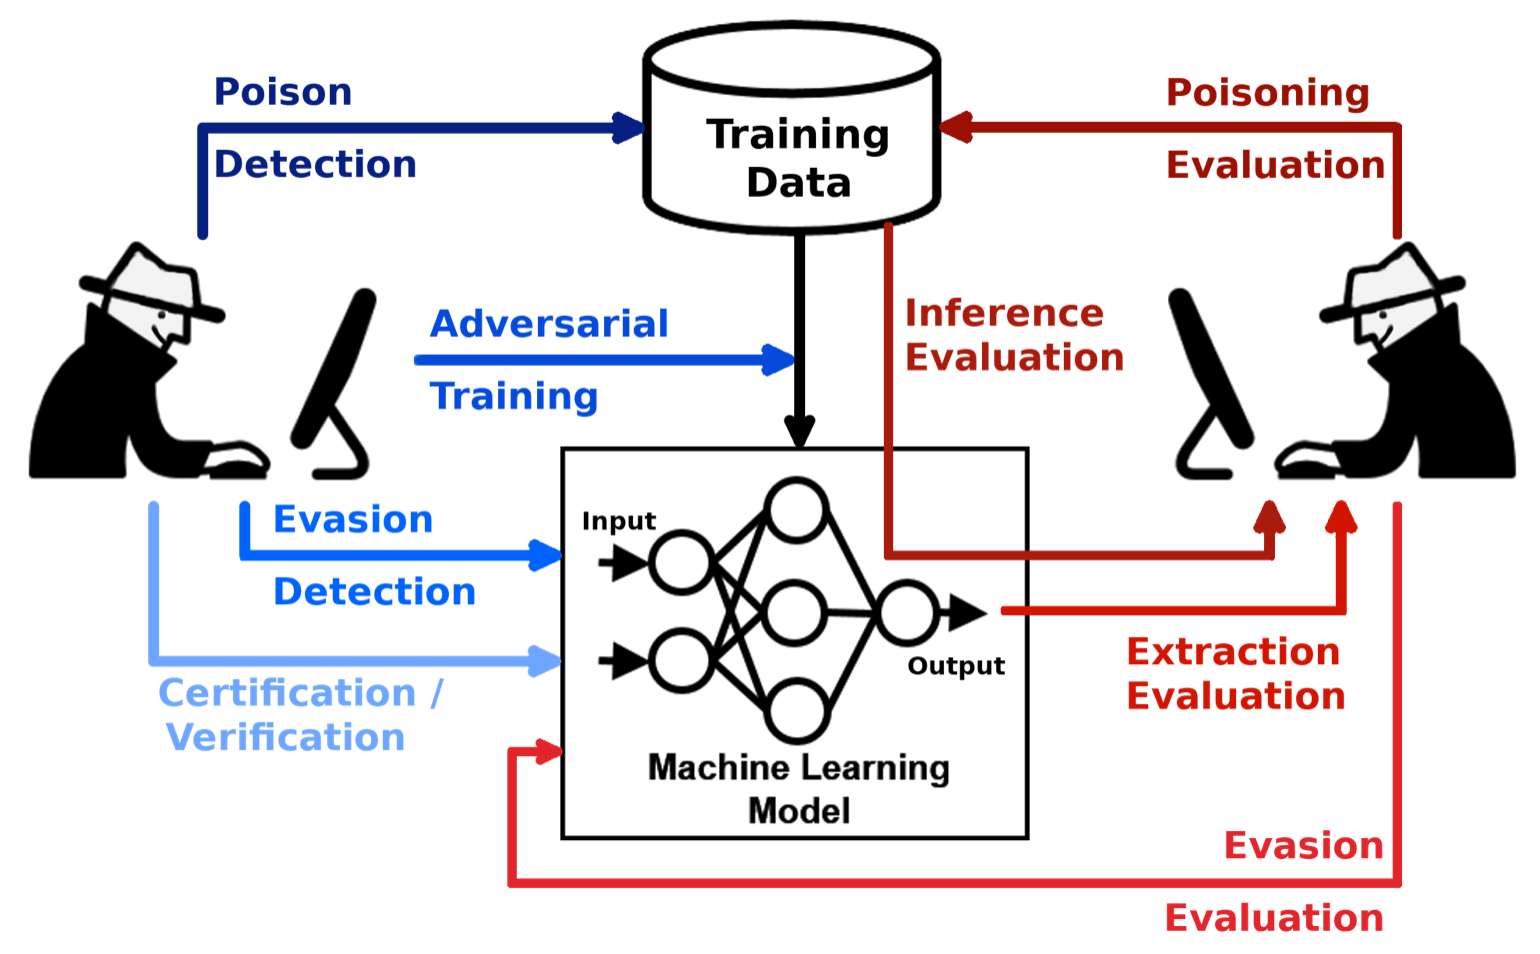 Poison
Detection
Training
Data
Poisoning
Evaluation
Adversarial
Training
Inference
Evaluation
Evasion
Detection
Input
Output
Certification /
Verification
Extraction
Evaluation
Machine Learning
Model
Evasion
Evaluation